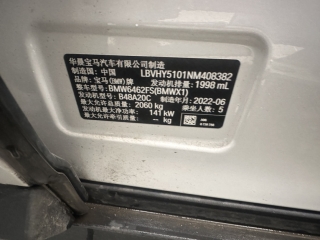 华晨宝马汽车有限公司制造
制造国：中国 LBVHY5101NM408382
品牌：宝马(BMW) 发动机排量：1998 mL
整车型号：BMW6462FS(BMWX1)
发动机型号：B48A20C 制造年月：2022-06
最大允许总质量：2060 kg 乘坐人数：5
发动机最大净功率：141 kW
最大允许牵引质量：- kg